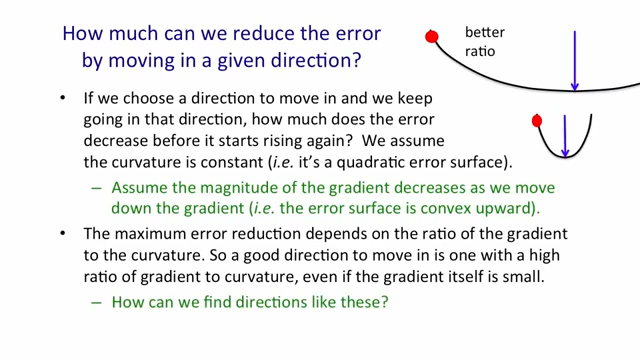 How much can we reduce the error
by moving in a given direction?
better
ratio
• If we choose a direction to move in and we keep
going in that direction, how much does the error
decrease before it starts rising again? We assume
the curvature is constant (i.e. it’s a quadratic error surface).
– Assume the magnitude of the gradient decreases as we move
down the gradient (i.e. the error surface is convex upward).
• The maximum error reduction depends on the ratio of the gradient
to the curvature. So a good direction to move in is one with a high
ratio of gradient to curvature, even if the gradient itself is small.
– How can we find directions like these?